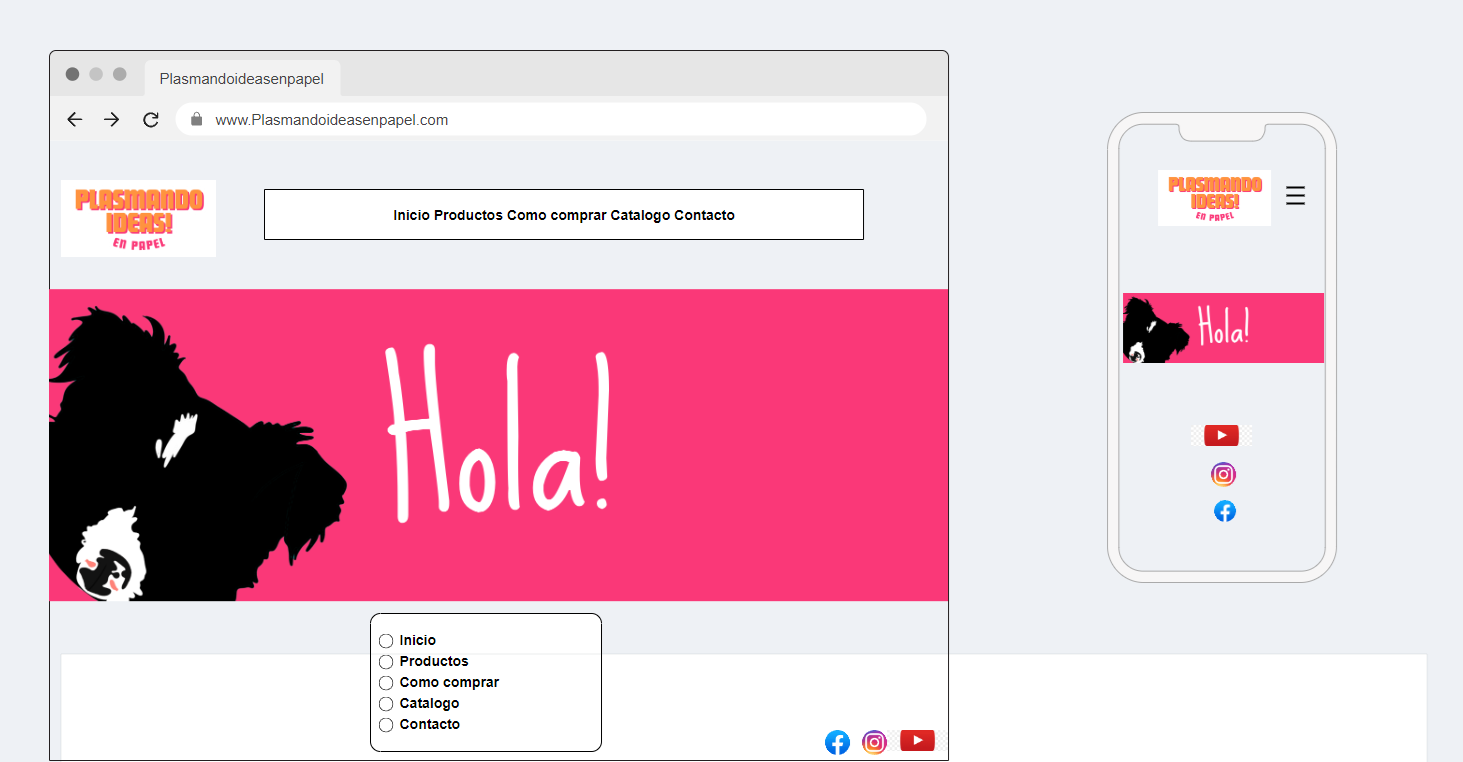 Plasmandoideasenpapel
www.Plasmandoideasenpapel.com
PLASMANDO
IDEAS!
EN PAPEL
Inicio Productos Como comprar Catalogo Contacto
Hola!
Inicio
Productos
Como comprar
Catalogo
Contacto
PLASMANDO
IDEAS!
EN PAPEL
Hola!